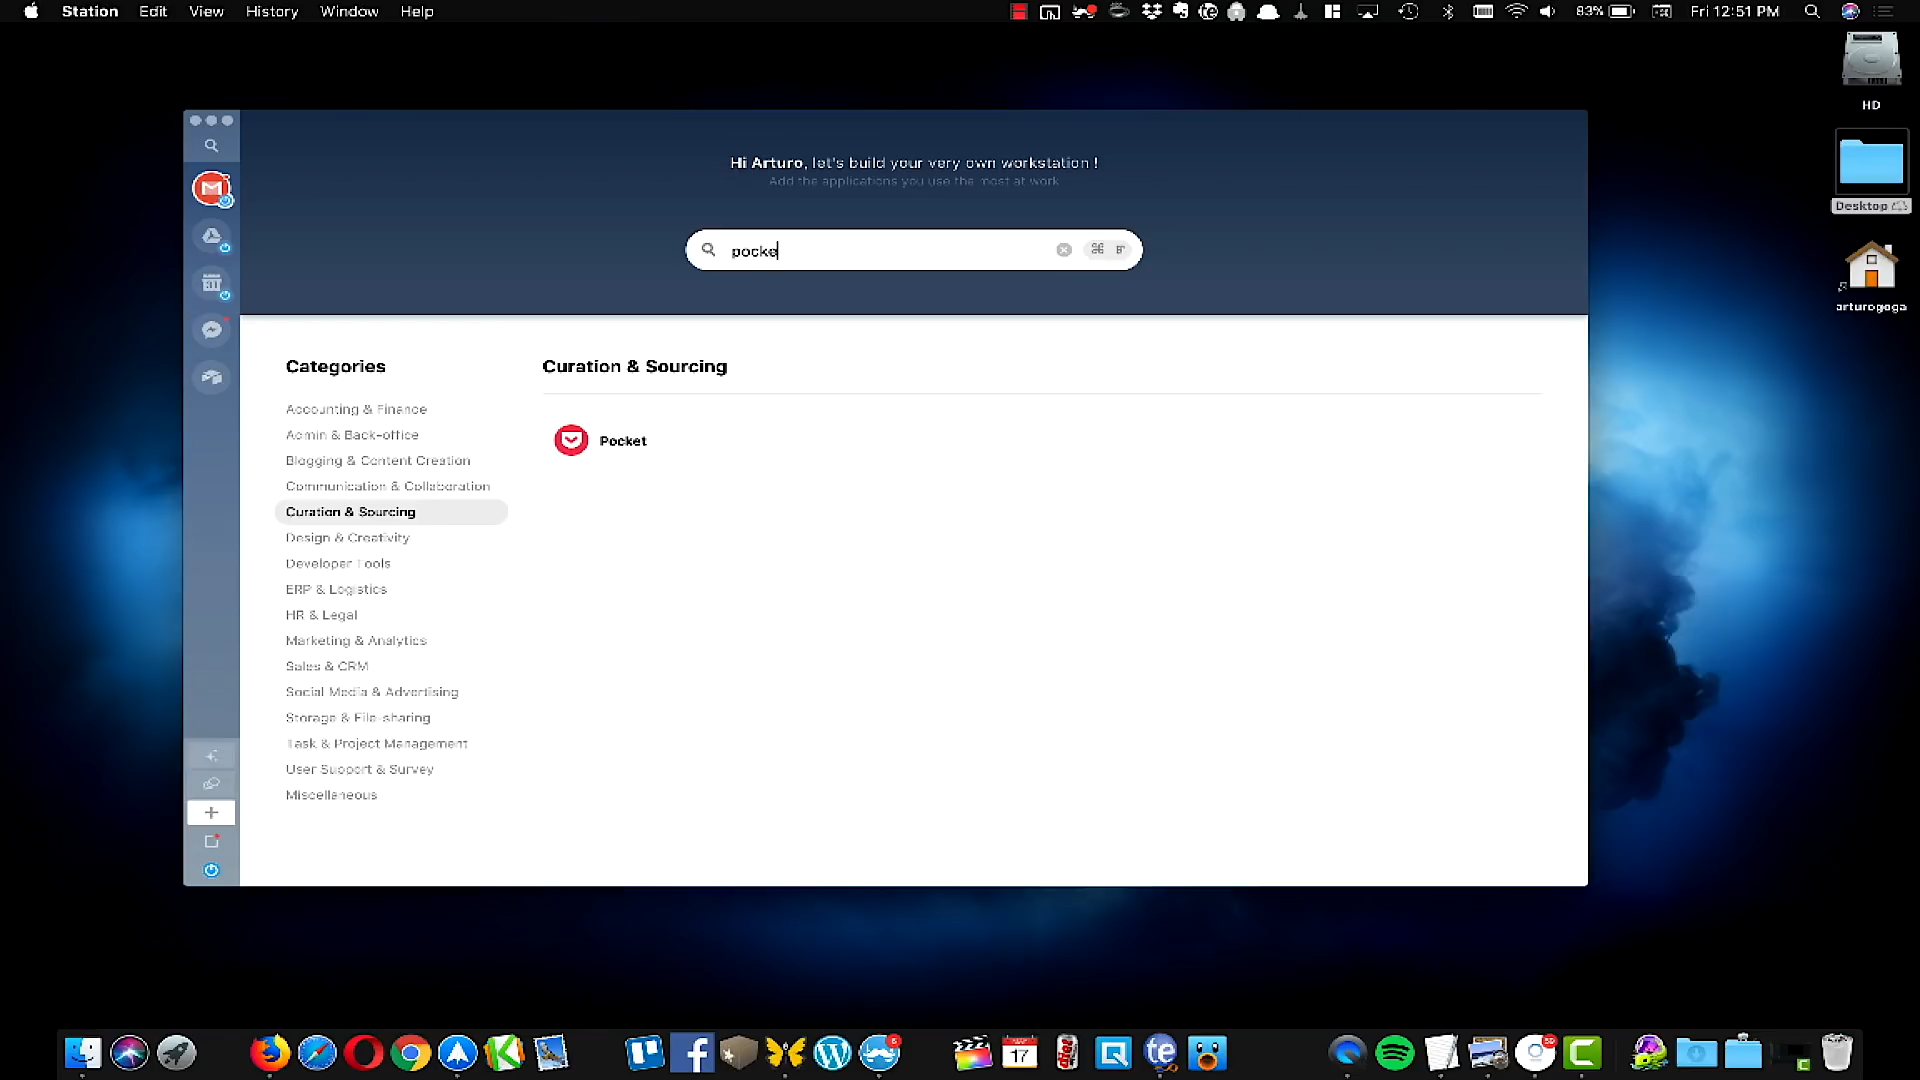 Station Edit View History Window Help 83% Fri 12:51 PM
HD
Desktop
arturogoga
Hi Arturo, let's build your very own workstation !
Add the applications you use the most at work
pocke ⌘
Categories
Accounting & Finance
Admin & Back-office
Blogging & Content Creation
Communication & Collaboration
Curation & Sourcing
Design & Creativity
Developer Tools
ERP & Logistics
HR & Legal
Marketing & Analytics
Sales & CRM
Social Media & Advertising
Storage & File-sharing
Task & Project Management
User Support & Survey
Miscellaneous
Curation & Sourcing
Pocket
17
te